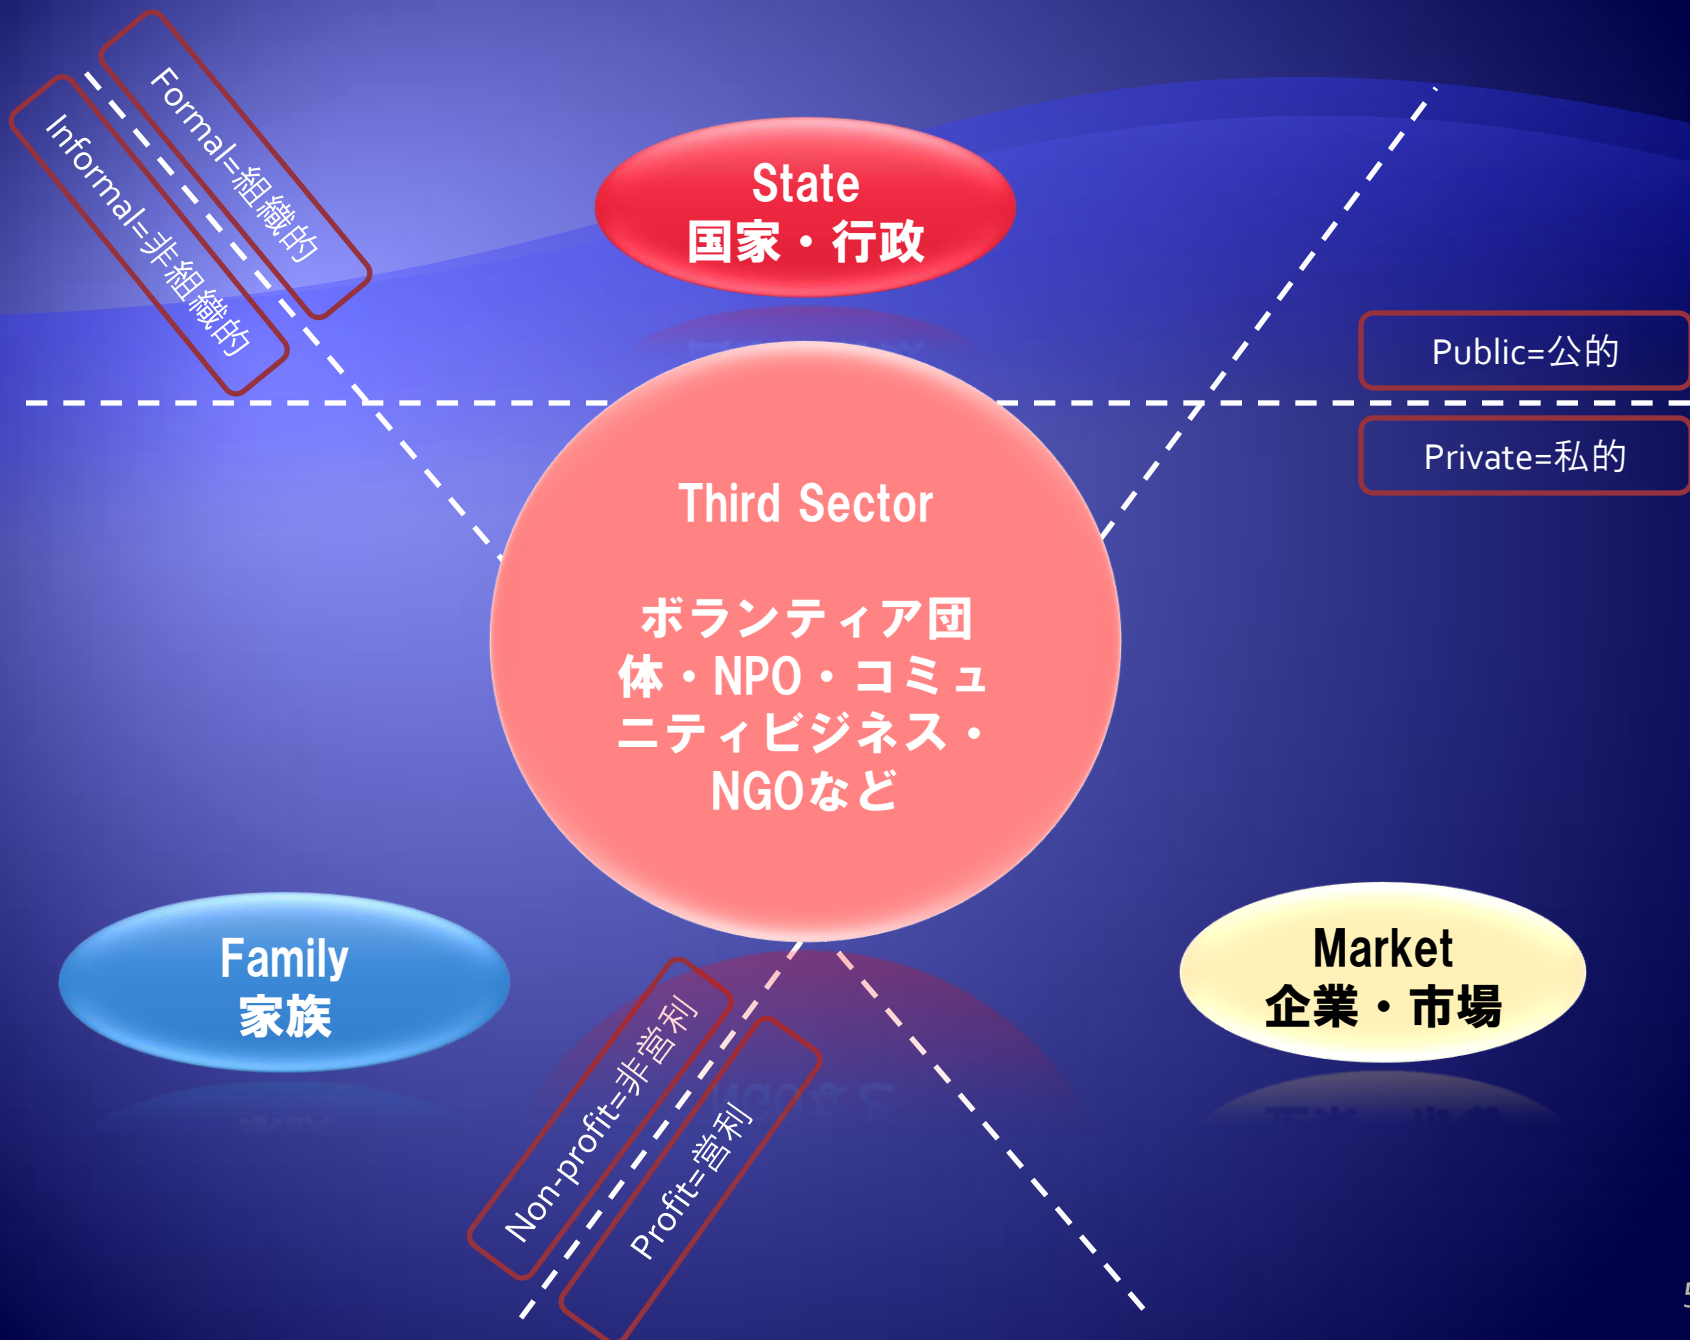 Formal=組織的
Informal=非組織的
State
国家・行政
Public=公的
Private=私的
Third Sector
ボランティア団
体・NPO・コミュ
ニティビジネス・
NGOなど
Family
家族
Market
企業・市場
Non-profit=非営利
Profit=営利